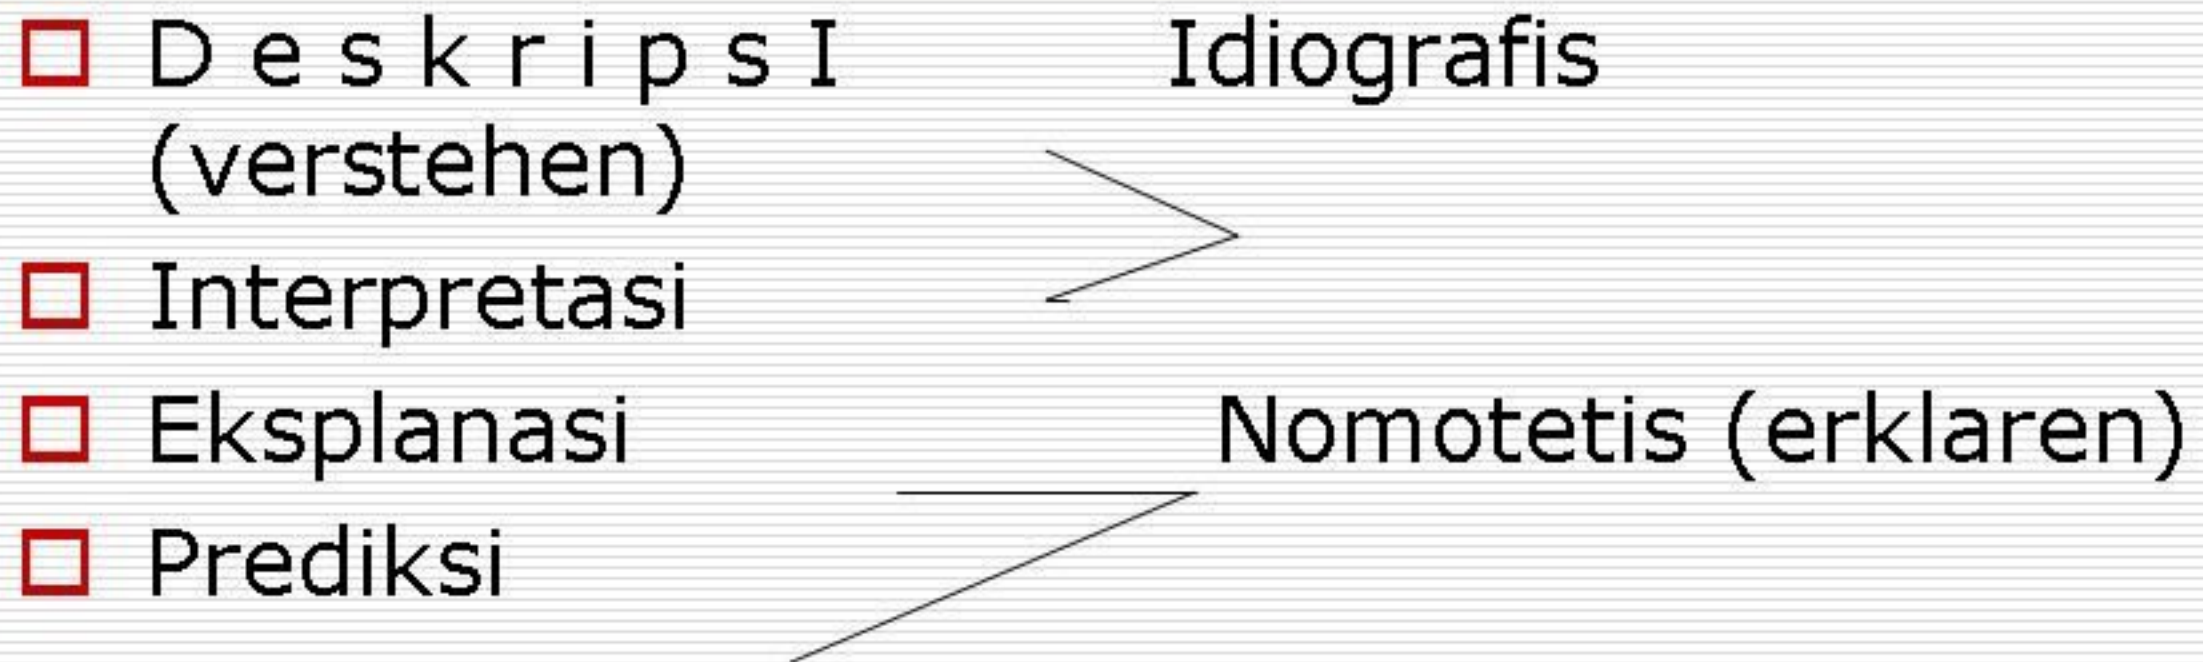 D e s k r i p s I Idiografis
(verstehen)
Interpretasi
Eksplanasi Nomotetis (erklaren)
Prediksi